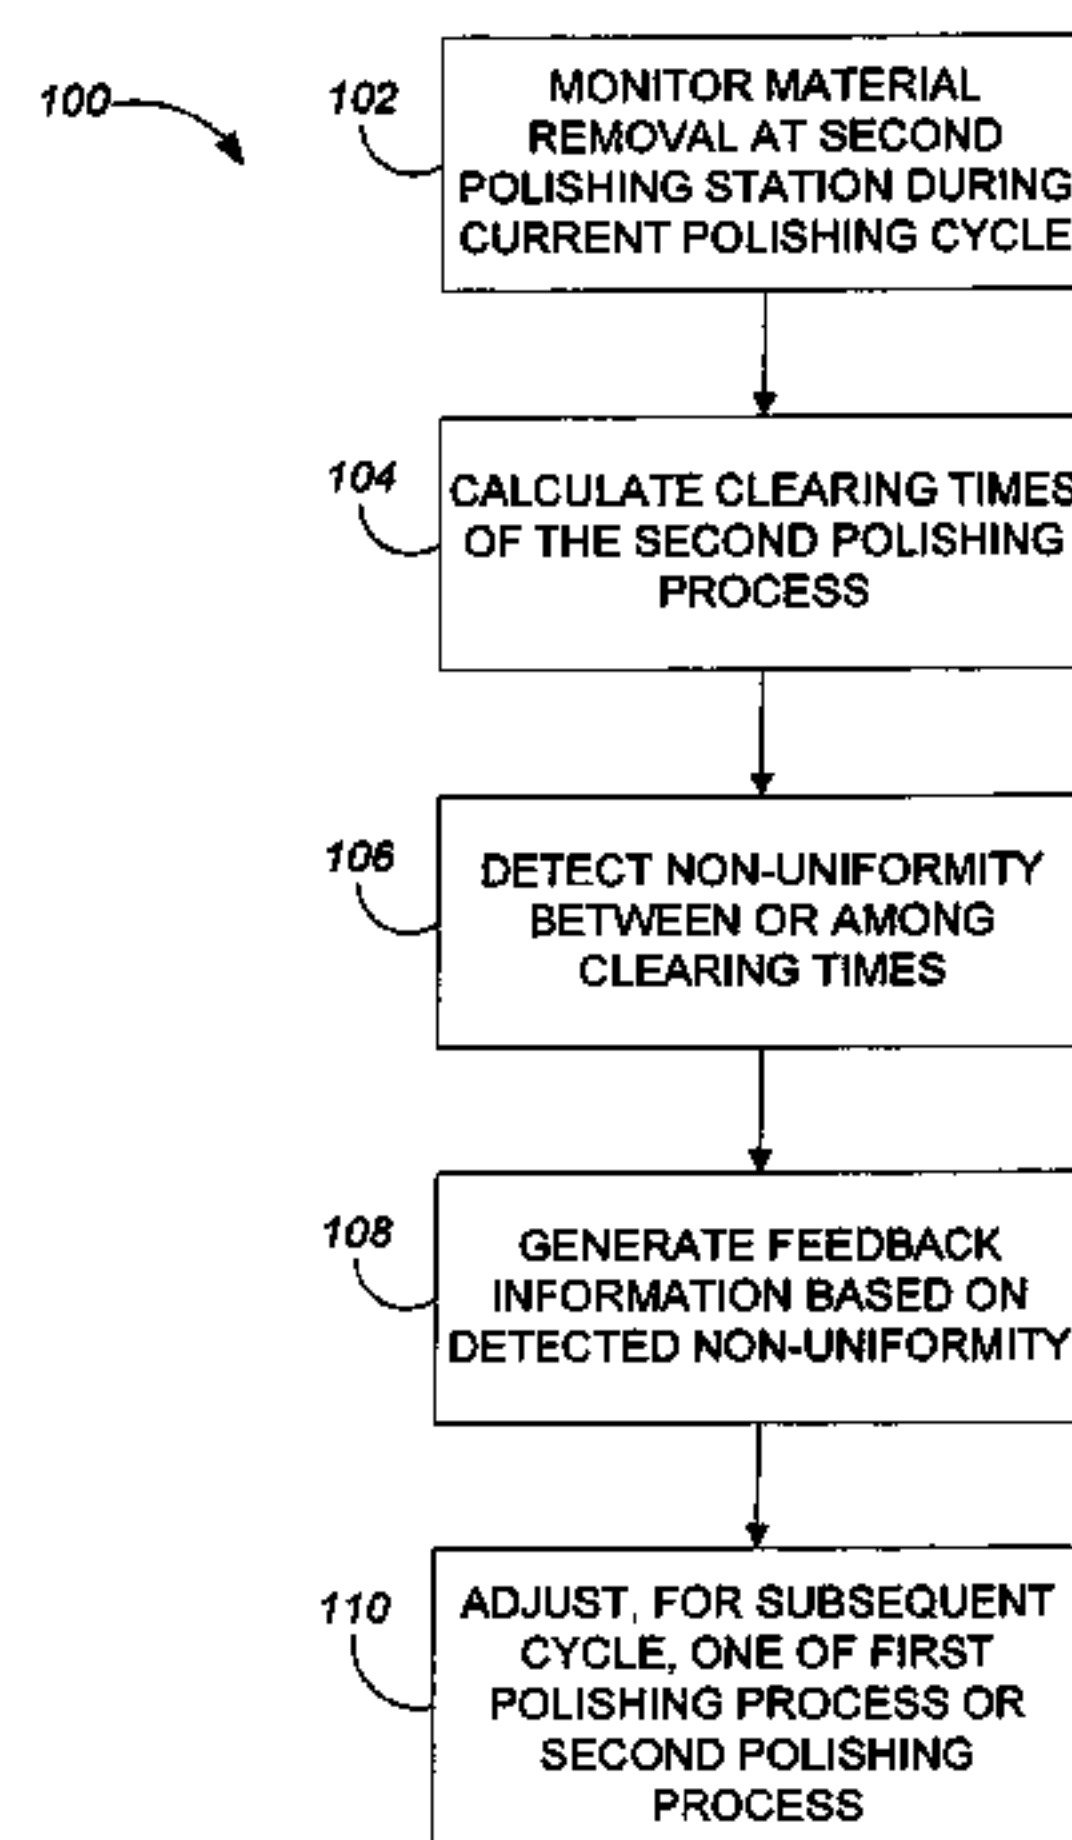 100
102
MONITOR MATERIAL
REMOVAL AT SECOND
POLISHING STATION DURING
CURRENT POLISHING CYCLE
104
CALCULATE CLEARING TIMES
OF THE SECOND POLISHING
PROCESS
106
DETECT NON-UNIFORMITY
BETWEEN OR AMONG
CLEARING TIMES
108
GENERATE FEEDBACK
INFORMATION BASED ON
DETECTED NON-UNIFORMITY
110
ADJUST, FOR SUBSEQUENT
CYCLE, ONE OF FIRST
POLISHING PROCESS OR
SECOND POLISHING
PROCESS